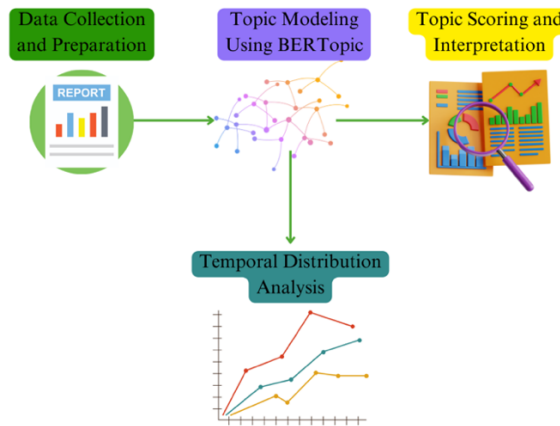 Data Collection
and Preparation
Topic Modeling
Using BERTopic
Topic Scoring and
Interpretation
REPORT
Temporal Distribution
Analysis